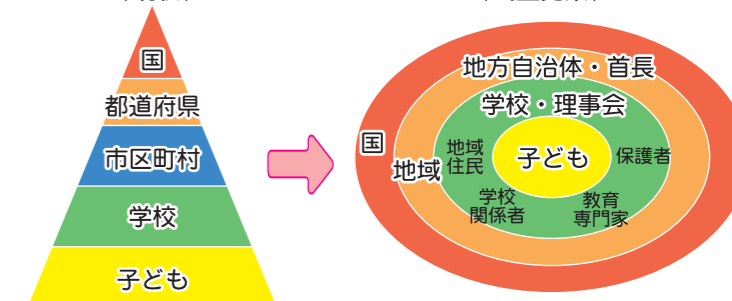 国
都道府県
市区町村
学校
子ども
地方自治体・首長
学校・理事会
国
地域
地域
住民
子ども
保護者
学校
関係者
教育
専門家